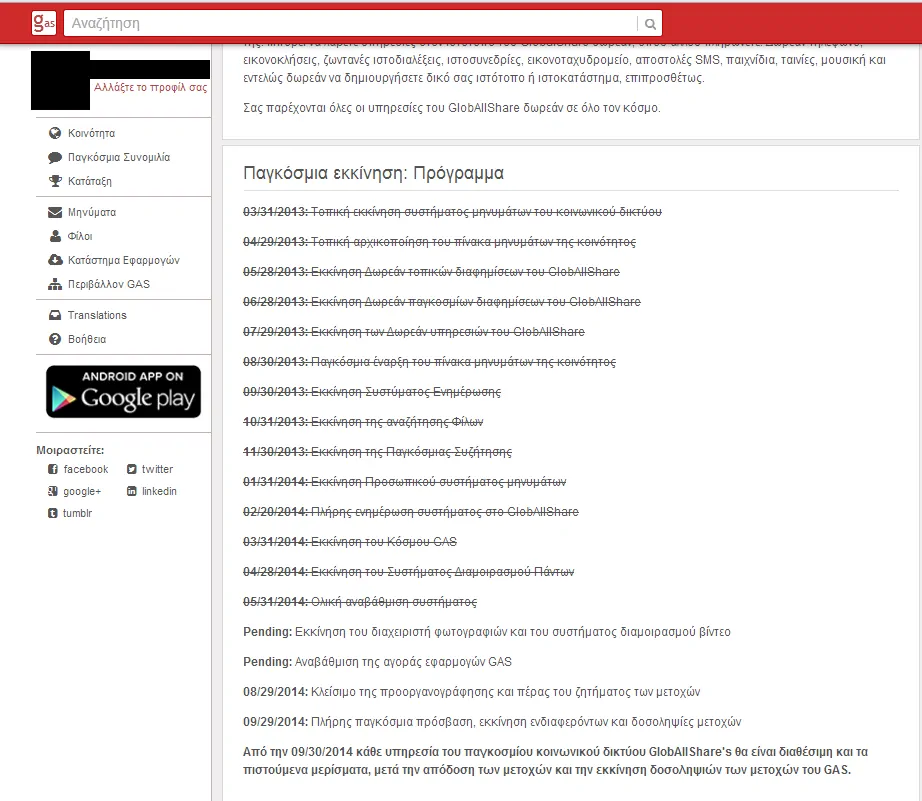 gas
Αναζήτηση
Αλλάξτε το προφίλ σας
Κοινότητα
Παγκόσμια Συνομιλία
Κατάταξη
Μηνύματα
Φίλοι
Κατάστημα Εφαρμογών
Περιβάλλον GAS
Translations
Βοήθεια
ANDROID APP ON
Google play
Μοιραστείτε:
facebook twitter
google+ linkedin
tumblr
εικονοκλήσεις, ζωντανές ιστοδιαλέξεις, ιστοσυνεδρίες, εικονοταχυδρομείο, αποστολές SMS, παιχνίδια, ταινίες, μουσική και
εντελώς δωρεάν να δημιουργήσετε δικό σας ιστότοπο ή ιστοκατάστημα, επιπροσθέτως.
Σας παρέχονται όλες οι υπηρεσίες του GlobAllShare δωρεάν σε όλο τον κόσμο.
Παγκόσμια εκκίνηση: Πρόγραμμα
03/31/2013: Τοπική εκκίνηση συστήματος μηνυμάτων του κοινωνικού δικτύου
04/29/2013: Τοπική αρχικοποίηση του πίνακα μηνυμάτων της κοινότητος
05/28/2013: Εκκίνηση Δωρεάν τοπικών διαφημίσεων του GlobAllShare
06/28/2013: Εκκίνηση Δωρεάν παγκοσμίων διαφημίσεων του GlobAllShare
07/29/2013: Εκκίνηση των Δωρεάν υπηρεσιών του GlobAllShare
08/30/2013: Παγκόσμια έναρξη του πίνακα μηνυμάτων της κοινότητος
09/30/2013: Εκκίνηση Συστύματος Ενημέρωσης
10/31/2013: Εκκίνηση της αναζήτησης Φίλων
11/30/2013: Εκκίνηση της Παγκόσμιας Συζήτησης
01/31/2014: Εκκίνηση Προσωπικού συστήματος μηνυμάτων
02/20/2014: Πλήρης ενημέρωση συστήματος στο GlobAllShare
03/31/2014: Εκκίνηση του Κόσμου GAS
04/28/2014: Εκκίνηση του Συστήματος Διαμοιρασμού Πάντων
05/31/2014: Ολική αναβάθμιση συστήματος
Pending: Εκκίνηση του διαχειριστή φωτογραφιών και του συστήματος διαμοιρασμού βίντεο
Pending: Αναβάθμιση της αγοράς εφαρμογών GAS
08/29/2014: Κλείσιμο της προοργανογράφησης και πέρας του ζητήματος των μετοχών
09/29/2014: Πλήρης παγκόσμια πρόσβαση, εκκίνηση ενδιαφερόντων και δοσοληψίες μετοχών
Από την 09/30/2014 κάθε υπηρεσία του παγκοσμίου κοινωνικού δικτύου GlobAllShare's θα είναι διαθέσιμη και τα
πιστούμενα μερίσματα, μετά την απόδοση των μετοχών και την εκκίνηση δοσοληψιών των μετοχών του GAS.